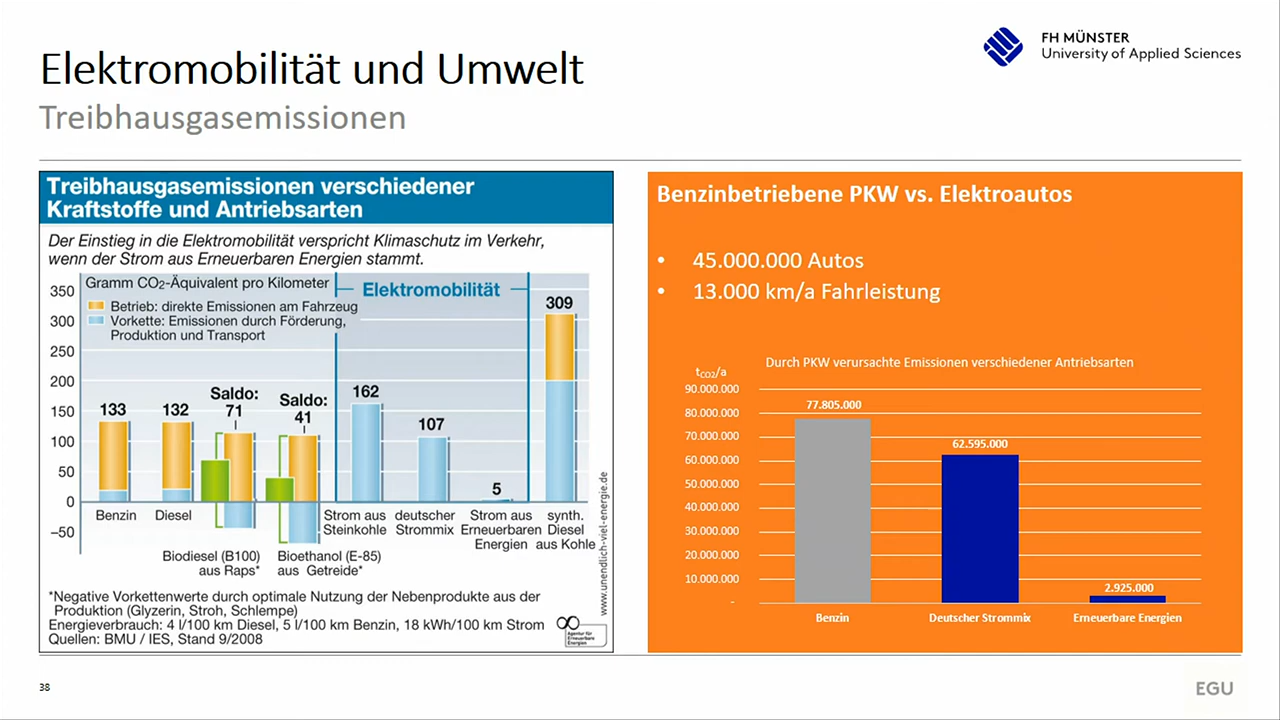 Elektromobilität und Umwelt
Treibhausgasemissionen
FH MÜNSTER
University of Applied Sciences
Treibhausgasemissionen verschiedener
Kraftstoffe und Antriebsarten
Der Einstieg in die Elektromobilität verspricht Klimaschutz im Verkehr,
wenn der Strom aus Erneuerbaren Energien stammt.
Gramm CO2-Äquivalent pro Kilometer
Betrieb: direkte Emissionen am Fahrzeug
Vorkette: Emissionen durch Förderung,
Produktion und Transport
Elektromobilität
350
300
250
200
150
100
50
0
–50
133
132
Saldo:
71
Saldo:
41
162
107
5
309
Benzin
Diesel
Biodiesel (B100)
aus Raps*
Bioethanol (E-85)
aus Getreide*
Strom aus
Steinkohle
deutscher
Strommix
Strom aus
Erneuerbaren
Energien
synth.
Diesel
aus Kohle
*Negative Vorkettenwerte durch optimale Nutzung der Nebenprodukte aus der
Produktion (Glyzerin, Stroh, Schlempe)
Energieverbrauch: 4 l/100 km Diesel, 5 l/100 km Benzin, 18 kWh/100 km Strom
Quellen: BMU / IES, Stand 9/2008
www.unendlich-viel-energie.de
Agentur für
Erneuerbare
Energien
Benzinbetriebene PKW vs. Elektroautos
• 45.000.000 Autos
• 13.000 km/a Fahrleistung
Durch PKW verursachte Emissionen verschiedener Antriebsarten
tCO2/a
90.000.000
80.000.000
70.000.000
60.000.000
50.000.000
40.000.000
30.000.000
20.000.000
10.000.000
-
77.805.000
62.595.000
2.925.000
Benzin
Deutscher Strommix
Erneuerbare Energien
38
EGU